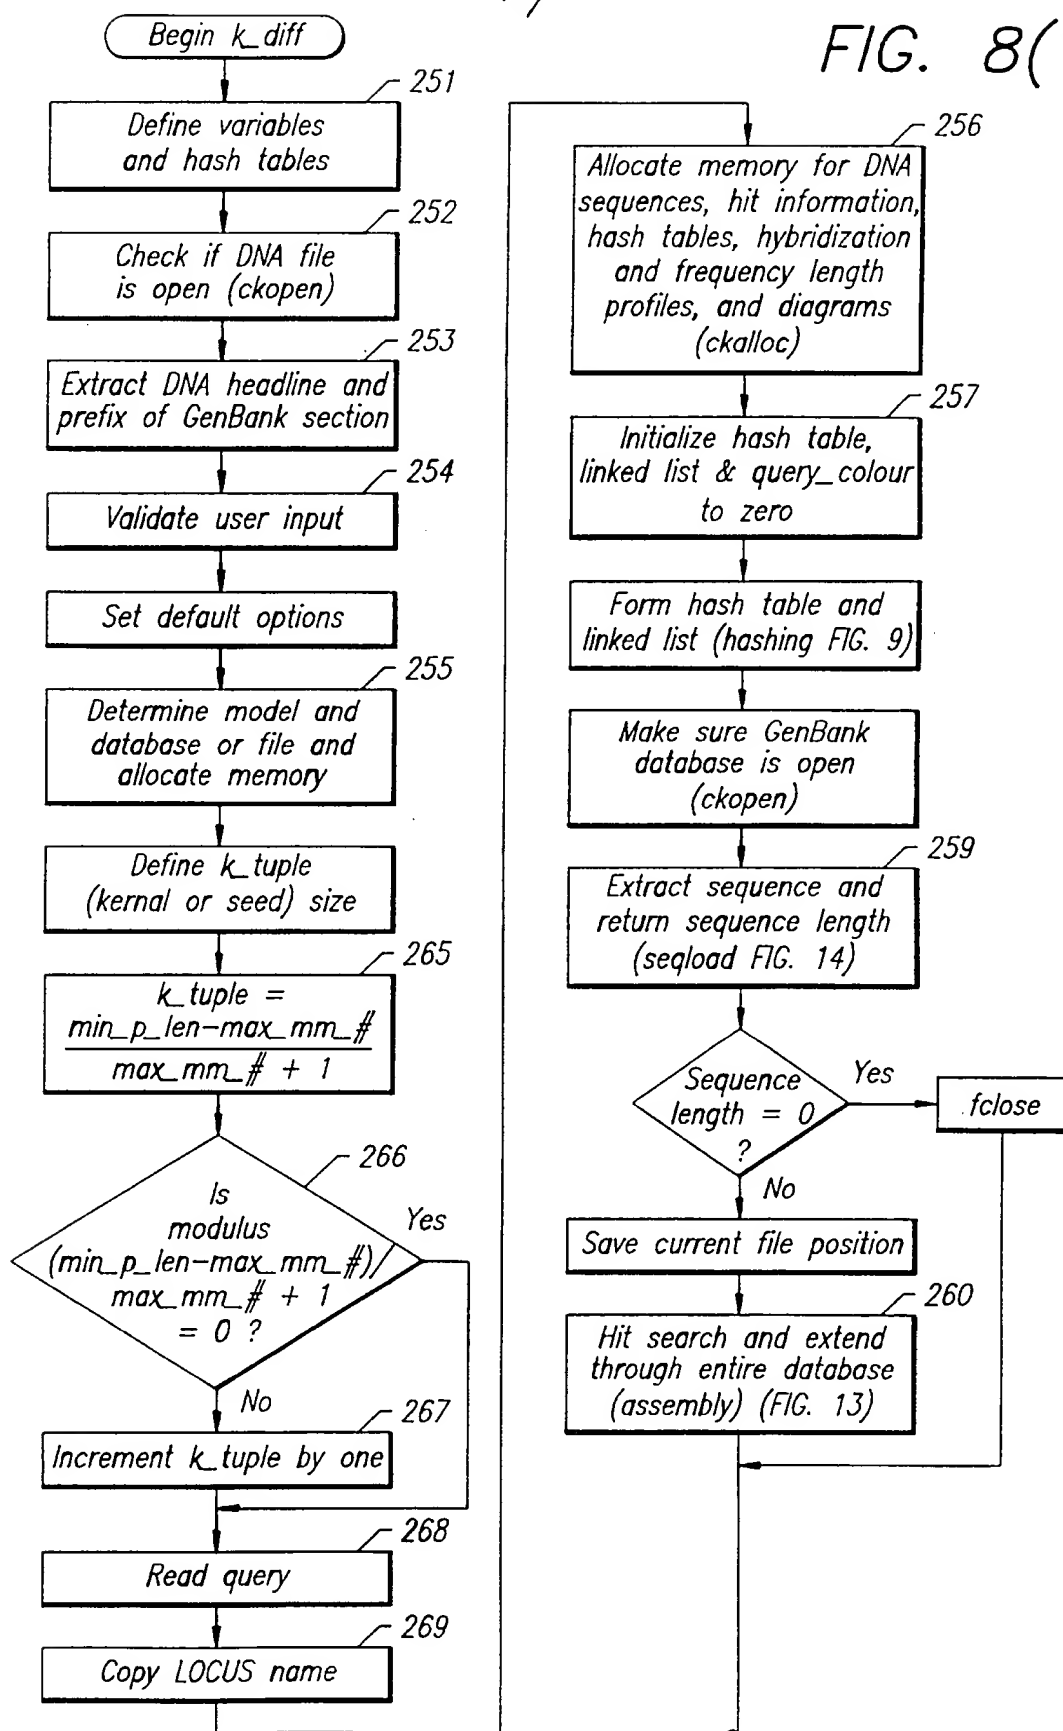 FIG. 8(
Begin k_diff
251
Define variables
and hash tables
252
Check if DNA file
is open (ckopen)
253
Extract DNA headline and
prefix of GenBank section
254
Validate user input
Set default options
255
Determine model and
database or file and
allocate memory
Define k_tuple
(kernal or seed) size
265
k_tuple =
min_p_len-max_mm_#
max_mm_# + 1
266
Is
modulus
(min_p_len-max_mm_#)/
max_mm_# + 1
= 0 ?
Yes
No
267
Increment k_tuple by one
268
Read query
269
Copy LOCUS name
256
Allocate memory for DNA
sequences, hit information,
hash tables, hybridization
and frequency length
profiles, and diagrams
(ckalloc)
257
Initialize hash table,
linked list & query_colour
to zero
Form hash table and
linked list (hashing FIG. 9)
Make sure GenBank
database is open
(ckopen)
259
Extract sequence and
return sequence length
(seqload FIG. 14)
Sequence
length = 0
?
Yes
fclose
No
Save current file position
260
Hit search and extend
through entire database
(assembly) (FIG. 13)